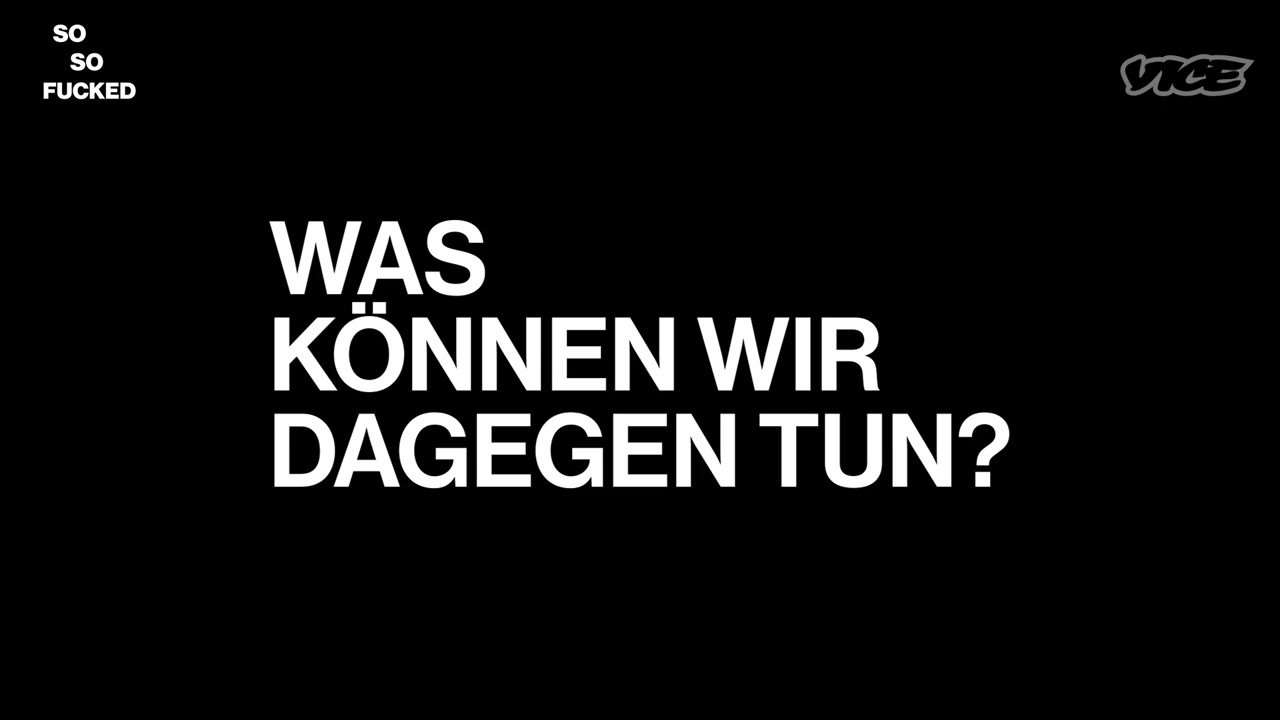 SO
SO
FUCKED
VICE
WAS
KÖNNEN WIR
DAGEGEN TUN?